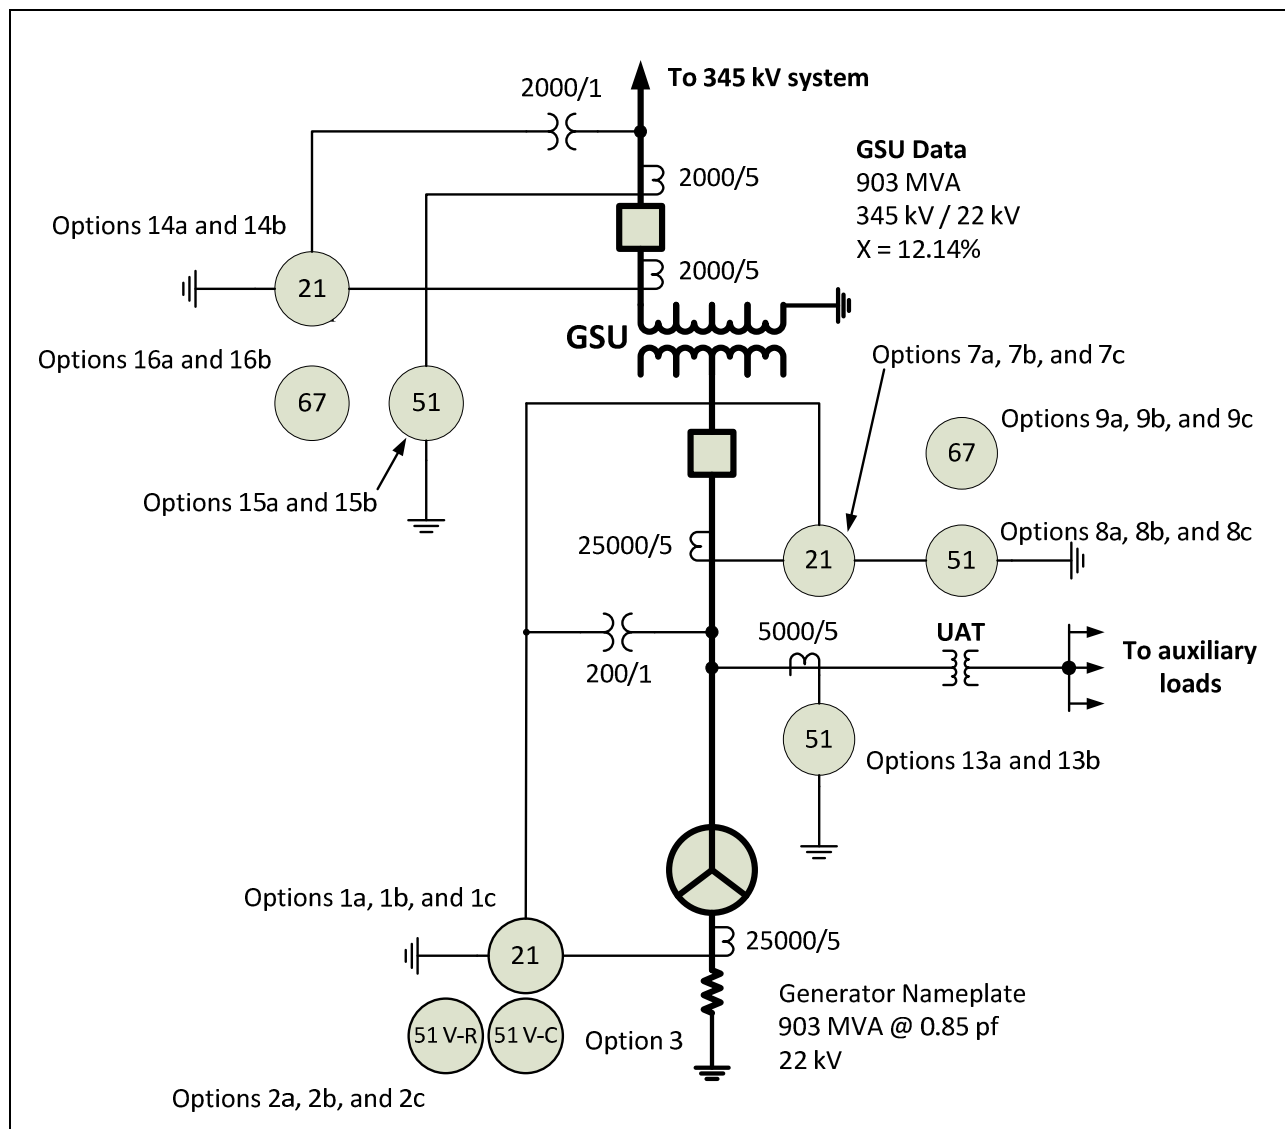 To 345 kV system
2000/1
GSU Data
903 MVA
345 kV / 22 kV
X = 12.14%
2000/5
Options 14a and 14b
2000/5
21
GSU
Options 16a and 16b
67
51
Options 7a, 7b, and 7c
Options 9a, 9b, and 9c
67
Options 15a and 15b
Options 8a, 8b, and 8c
25000/5
21
51
5000/5
UAT
To auxiliary
loads
200/1
51
Options 13a and 13b
Options 1a, 1b, and 1c
21
25000/5
Generator Nameplate
903 MVA @ 0.85 pf
22 kV
51 V-R
51 V-C
Option 3
Options 2a, 2b, and 2c